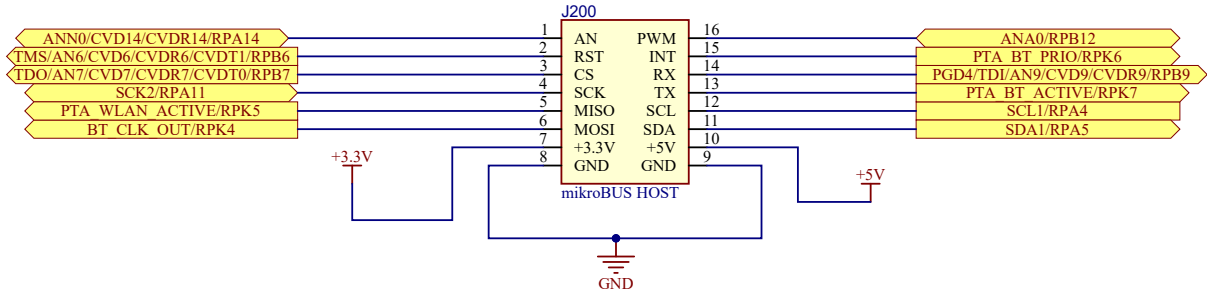 J200
ANN0/CVD14/CVDR14/RPA14 1 AN PWM 16 ANA0/RPB12
TMS/AN6/CVD6/CVDR6/CVDT1/RPB6 2 RST INT 15 PTA_BT_PRIO/RPK6
TDO/AN7/CVD7/CVDR7/CVDT0/RPB7 3 CS RX 14 PGD4/TDI/AN9/CVD9/CVDR9/RPB9
SCK2/RPA11 4 SCK TX 13 PTA_BT_ACTIVE/RPK7
PTA_WLAN_ACTIVE/RPK5 5 MISO SCL 12 SCL1/RPA4
BT_CLK_OUT/RPK4 6 MOSI SDA 11 SDA1/RPA5
7 +3.3V +5V 10
8 GND GND 9
+3.3V
+5V
mikroBUS HOST
GND